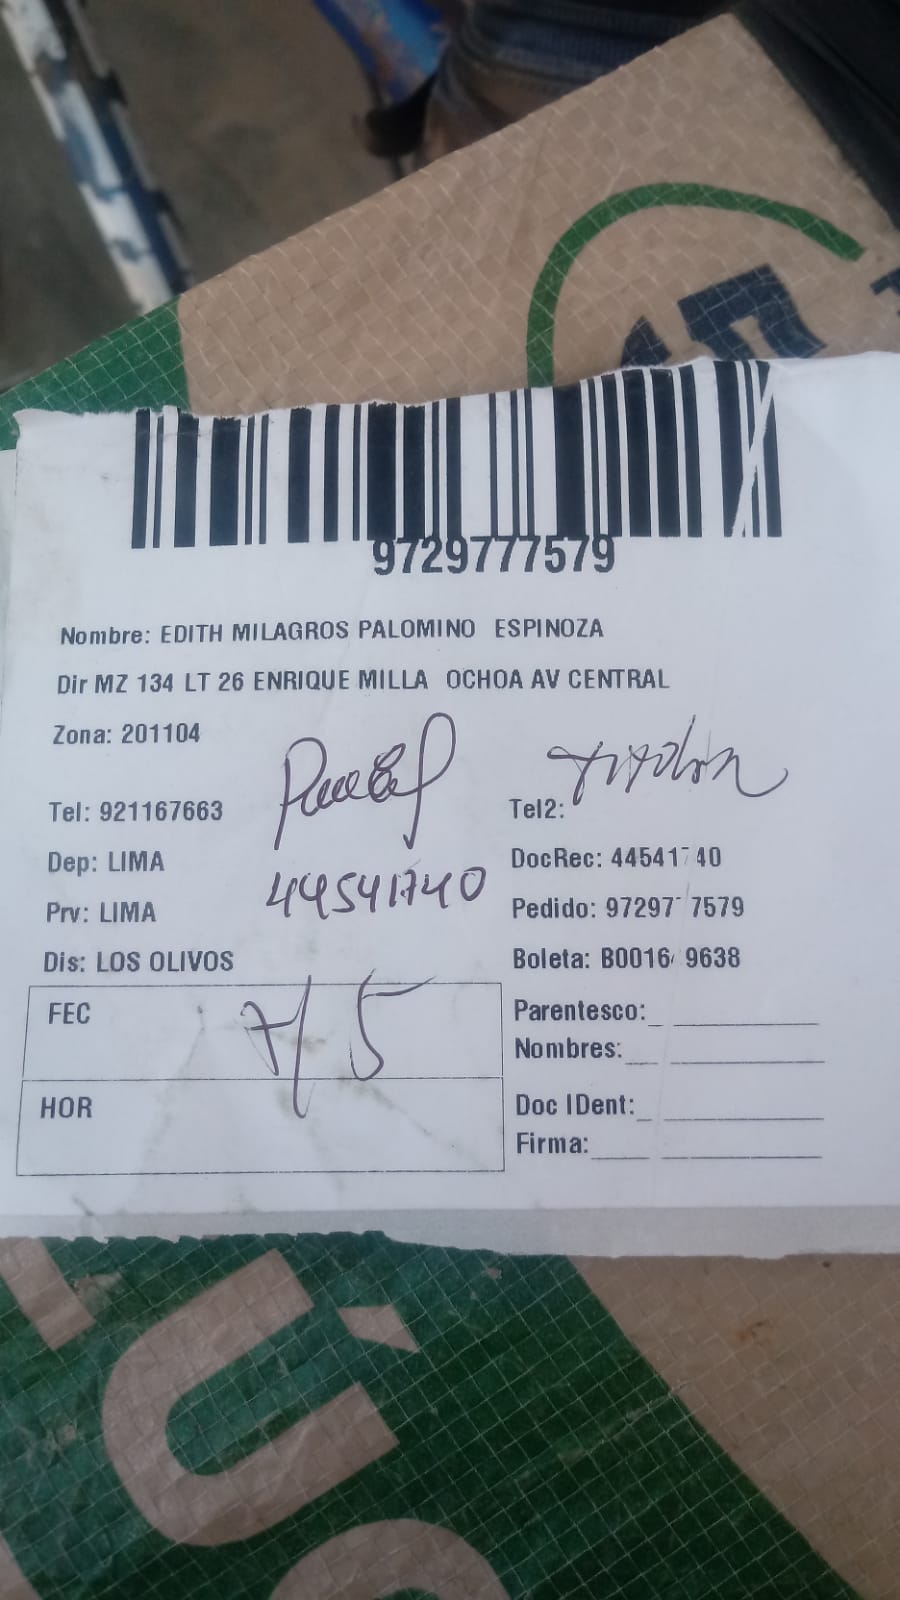 9729777579
Nombre: EDITH MILAGROS PALOMINO ESPINOZA
Dir MZ 134 LT 26 ENRIQUE MILLA OCHOA AV CENTRAL
Zona: 201104
Tel: 921167663
Tel2:
Dep: LIMA
DocRec: 44541740
44541740
Prv: LIMA
Pedido: 9729777579
Dis: LOS OLIVOS
Boleta: B0016 9638
FEC 7/5
Parentesco:
Nombres:
HOR
Doc IDent:
Firma: